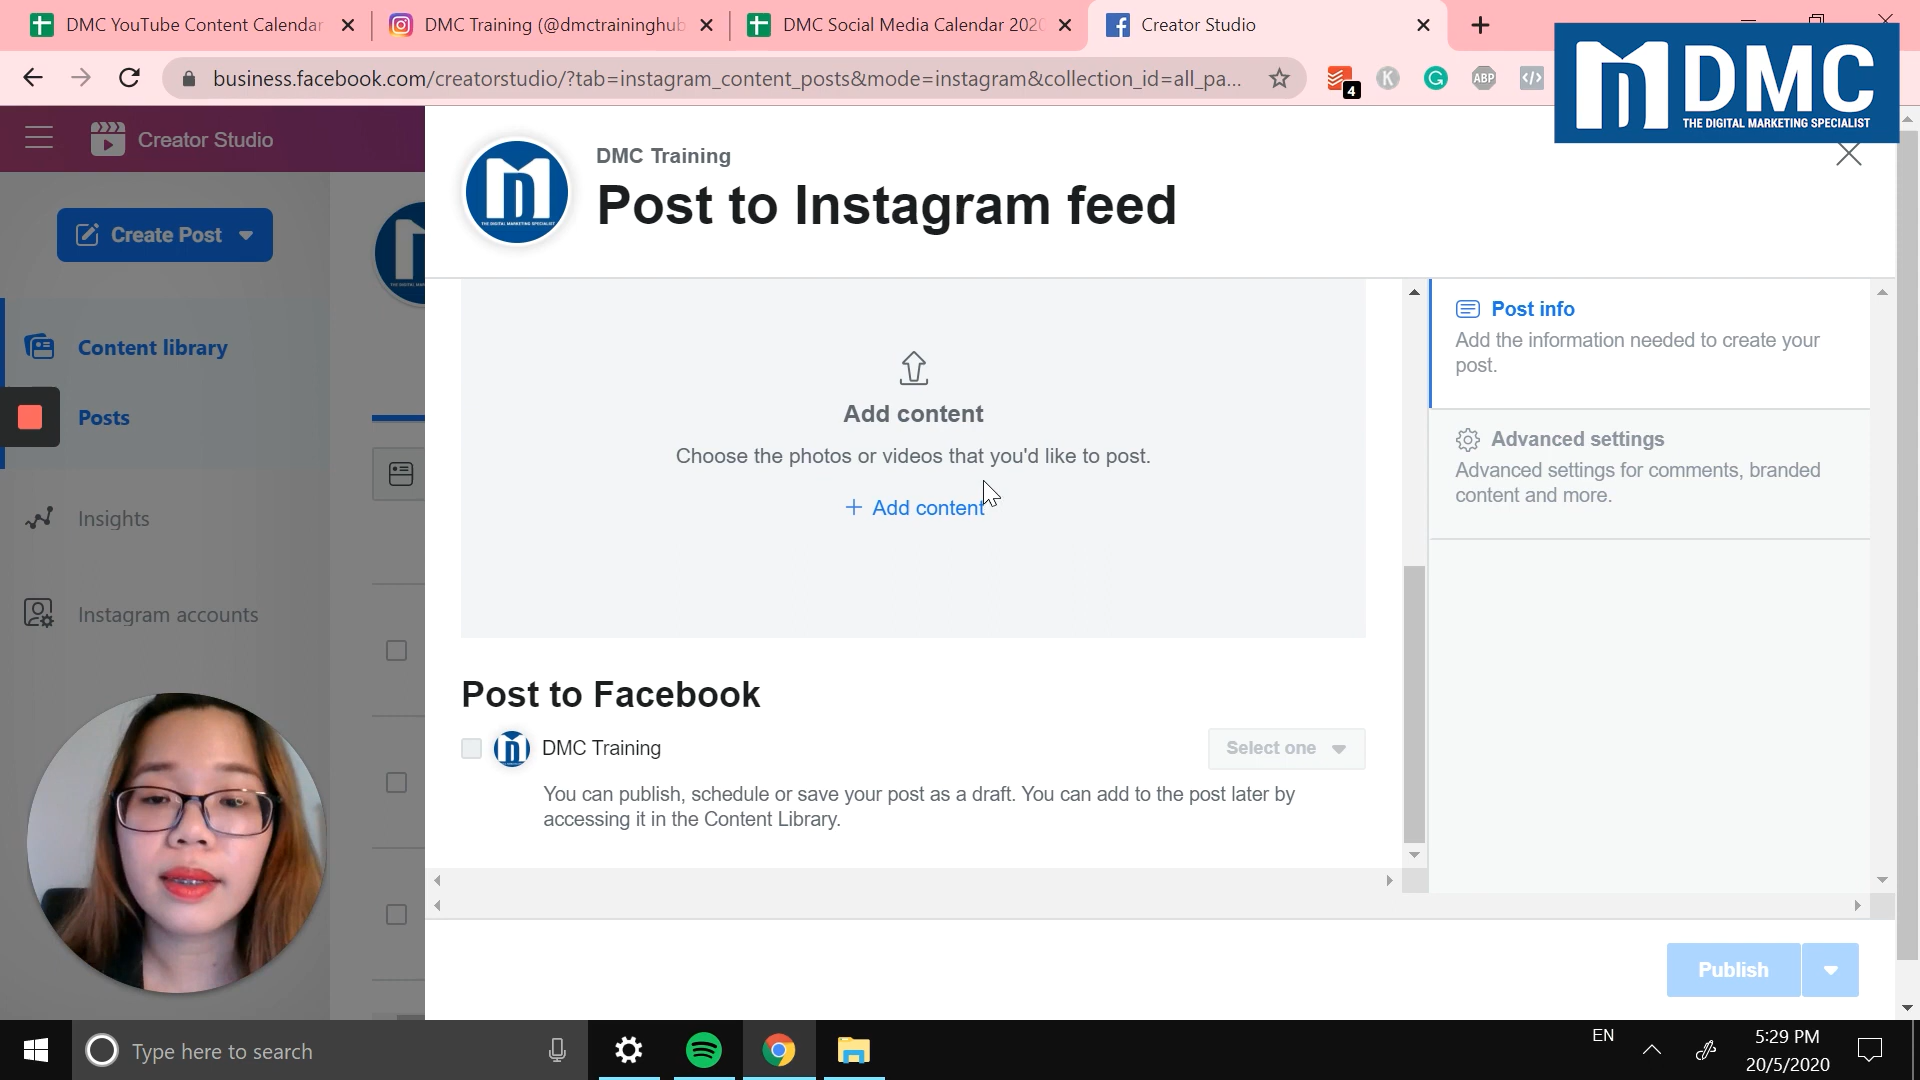 DMC YouTube Content Calendar
DMC Training (@dmctraininghub
DMC Social Media Calendar 2020
Creator Studio
business.facebook.com/creatorstudio/?tab=instagram_content_posts&mode=instagram&collection_id=all_pa...
4
K
G
ABP
</>
DMC
THE DIGITAL MARKETING SPECIALIST
Creator Studio
DMC Training
Post to Instagram feed
Create Post
Content library
Posts
Insights
Instagram accounts
Add content
Choose the photos or videos that you'd like to post.
+ Add content
Post info
Add the information needed to create your
post.
Advanced settings
Advanced settings for comments, branded
content and more.
Post to Facebook
DMC Training
Select one
You can publish, schedule or save your post as a draft. You can add to the post later by
accessing it in the Content Library.
Publish
Type here to search
EN
5:29 PM
20/5/2020